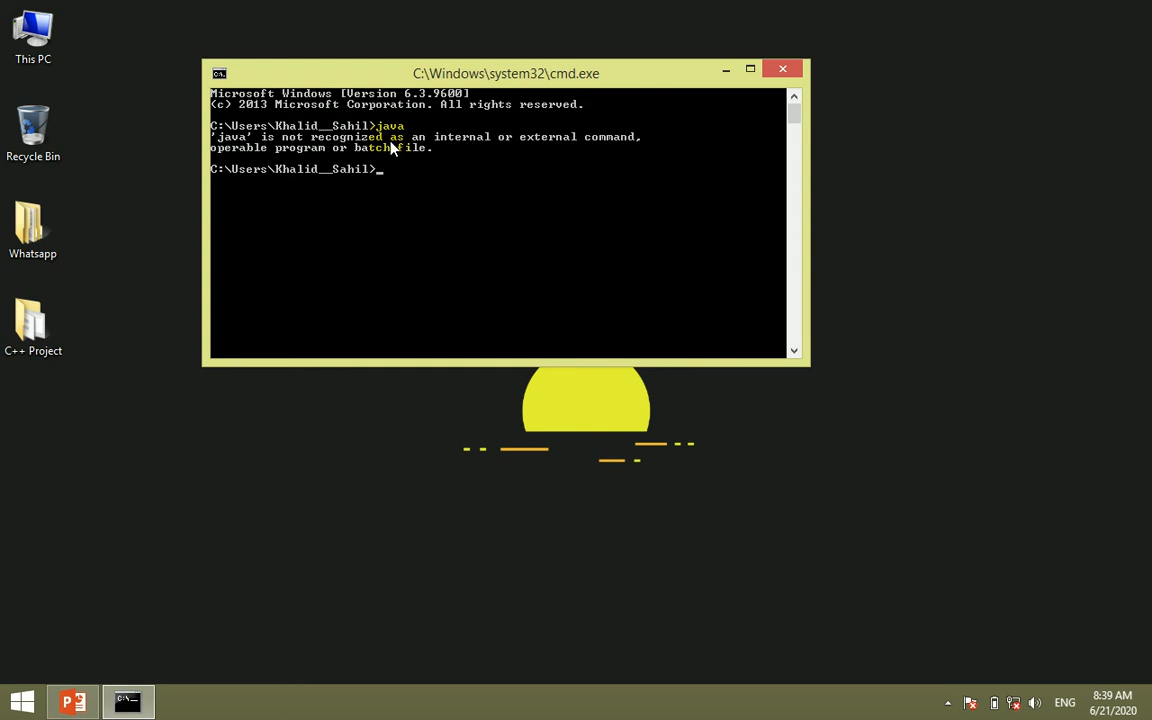 This PC
Recycle Bin
Whatsapp
C++ Project
C:\Windows\system32\cmd.exe
Microsoft Windows [Version 6.3.9600]
(c) 2013 Microsoft Corporation. All rights reserved.
C:\Users\Khalid__Sahil>java
'java' is not recognized as an internal or external command,
operable program or batch file.
C:\Users\Khalid__Sahil>_
ENG
8:39 AM
6/21/2020